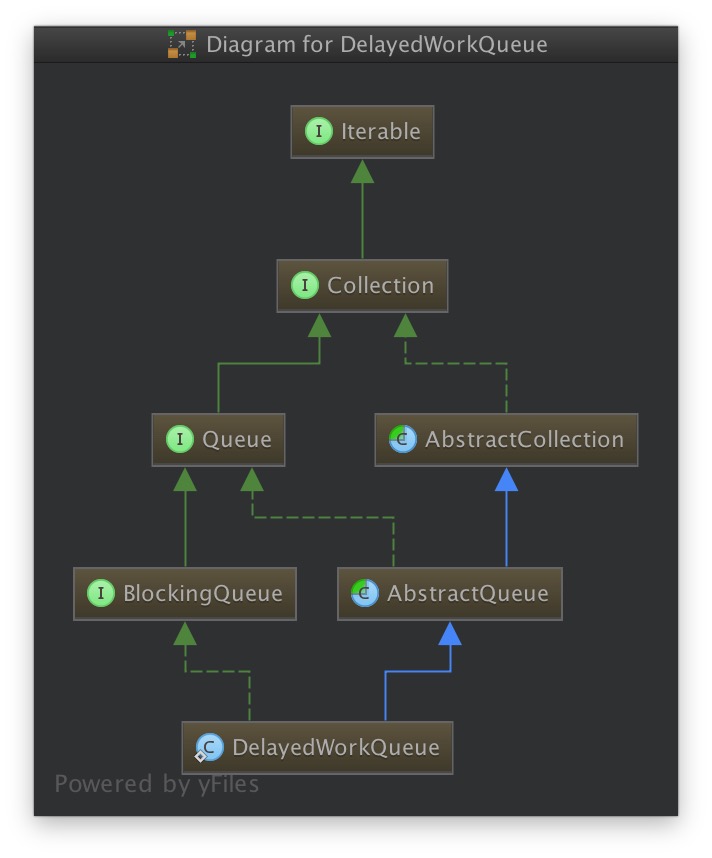 Diagram for DelayedWorkQueue
I Iterable
I Collection
I Queue
C AbstractCollection
I BlockingQueue
C AbstractQueue
C DelayedWorkQueue
Powered by yFiles